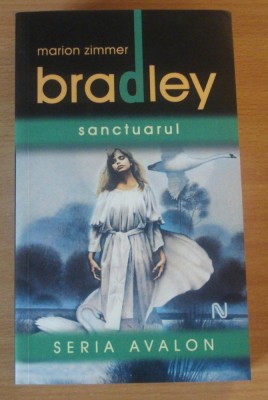 marion zimmer
bradley
sanctuarul
N
SERIA AVALON